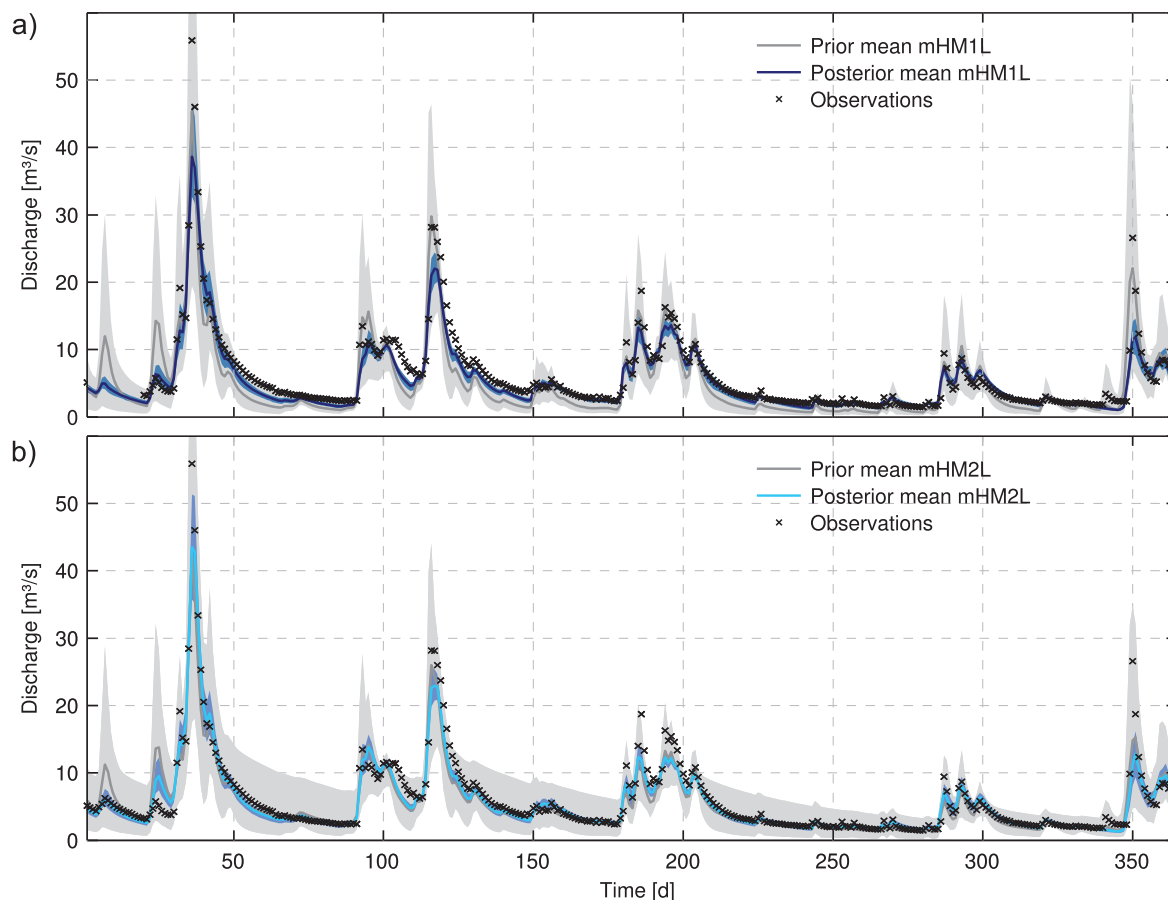 a)
Prior mean mHM1L
Posterior mean mHM1L
Observations
Discharge [m³/s]
50
40
30
20
10
0
b)
Prior mean mHM2L
Posterior mean mHM2L
Observations
Discharge [m³/s]
50
40
30
20
10
0
50 100 150 200 250 300 350
Time [d]